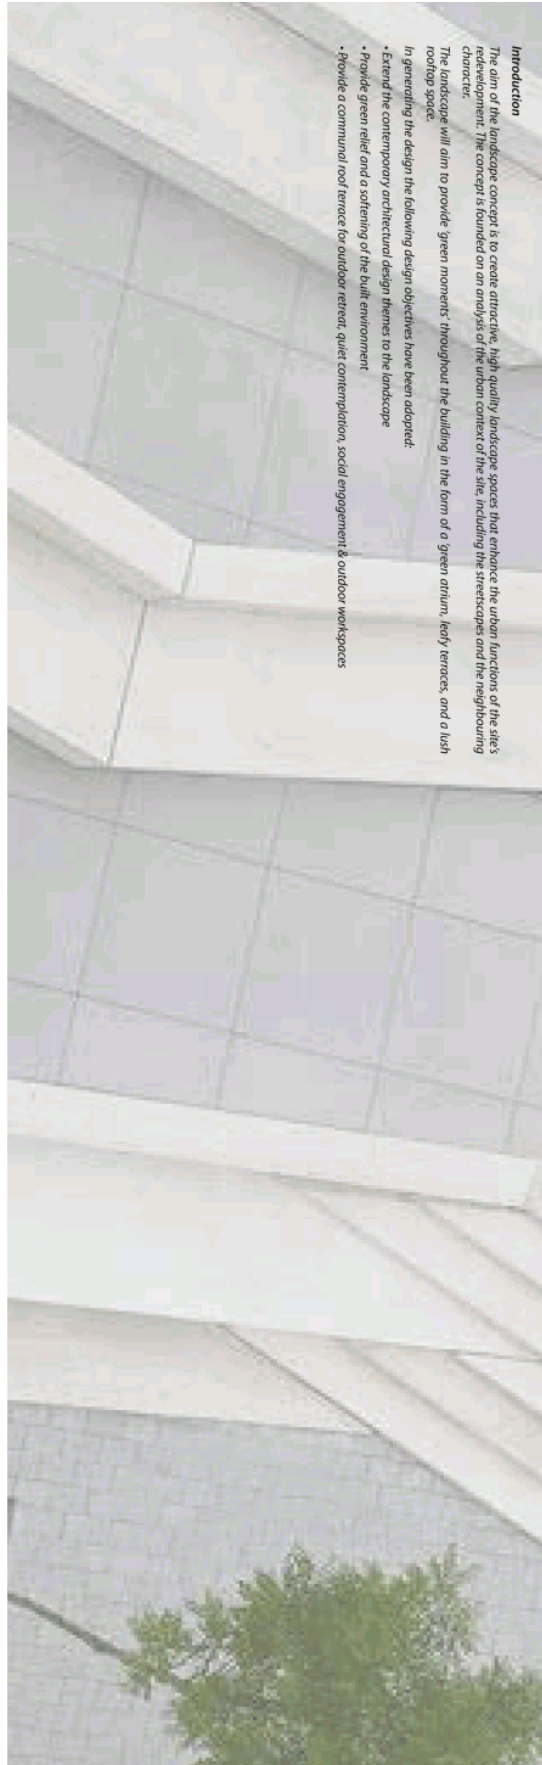 Introduction
The aim of the landscape concept is to create attractive, high quality landscape spaces that enhance the urban functions of the site's
redevelopment. The concept is founded on an analysis of the urban context of the site, including the streetscapes and the neighbouring
character.
The landscape will aim to provide 'green moments' throughout the building in the form of a 'green atrium, leafy terraces, and a lush
rooftop space.
In generating the design the following design objectives have been adopted:
• Extend the contemporary architectural design themes to the landscape
• Provide green relief and a softening of the built environment
• Provide a communal roof terrace for outdoor retreat, quiet contemplation, social engagement & outdoor workspaces